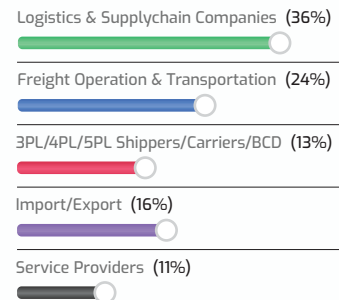 Logistics & Supplychain Companies (36%)
Freight Operation & Transportation (24%)
3PL/4PL/5PL Shippers/Carriers/BCD (13%)
Import/Export (16%)
Service Providers (11%)